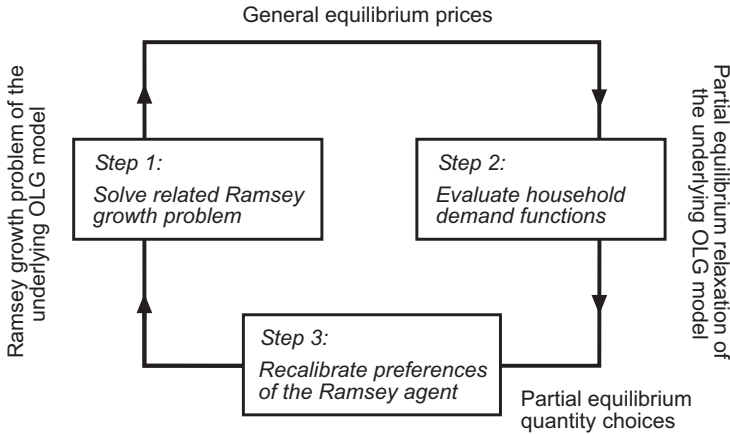 General equilibrium prices
Ramsey growth problem of the
underlying OLG model
Step 1:
Solve related Ramsey
growth problem
Step 2:
Evaluate household
demand functions
Partial equilibrium relaxation of
the underlying OLG model
Step 3:
Recalibrate preferences
of the Ramsey agent
Partial equilibrium
quantity choices